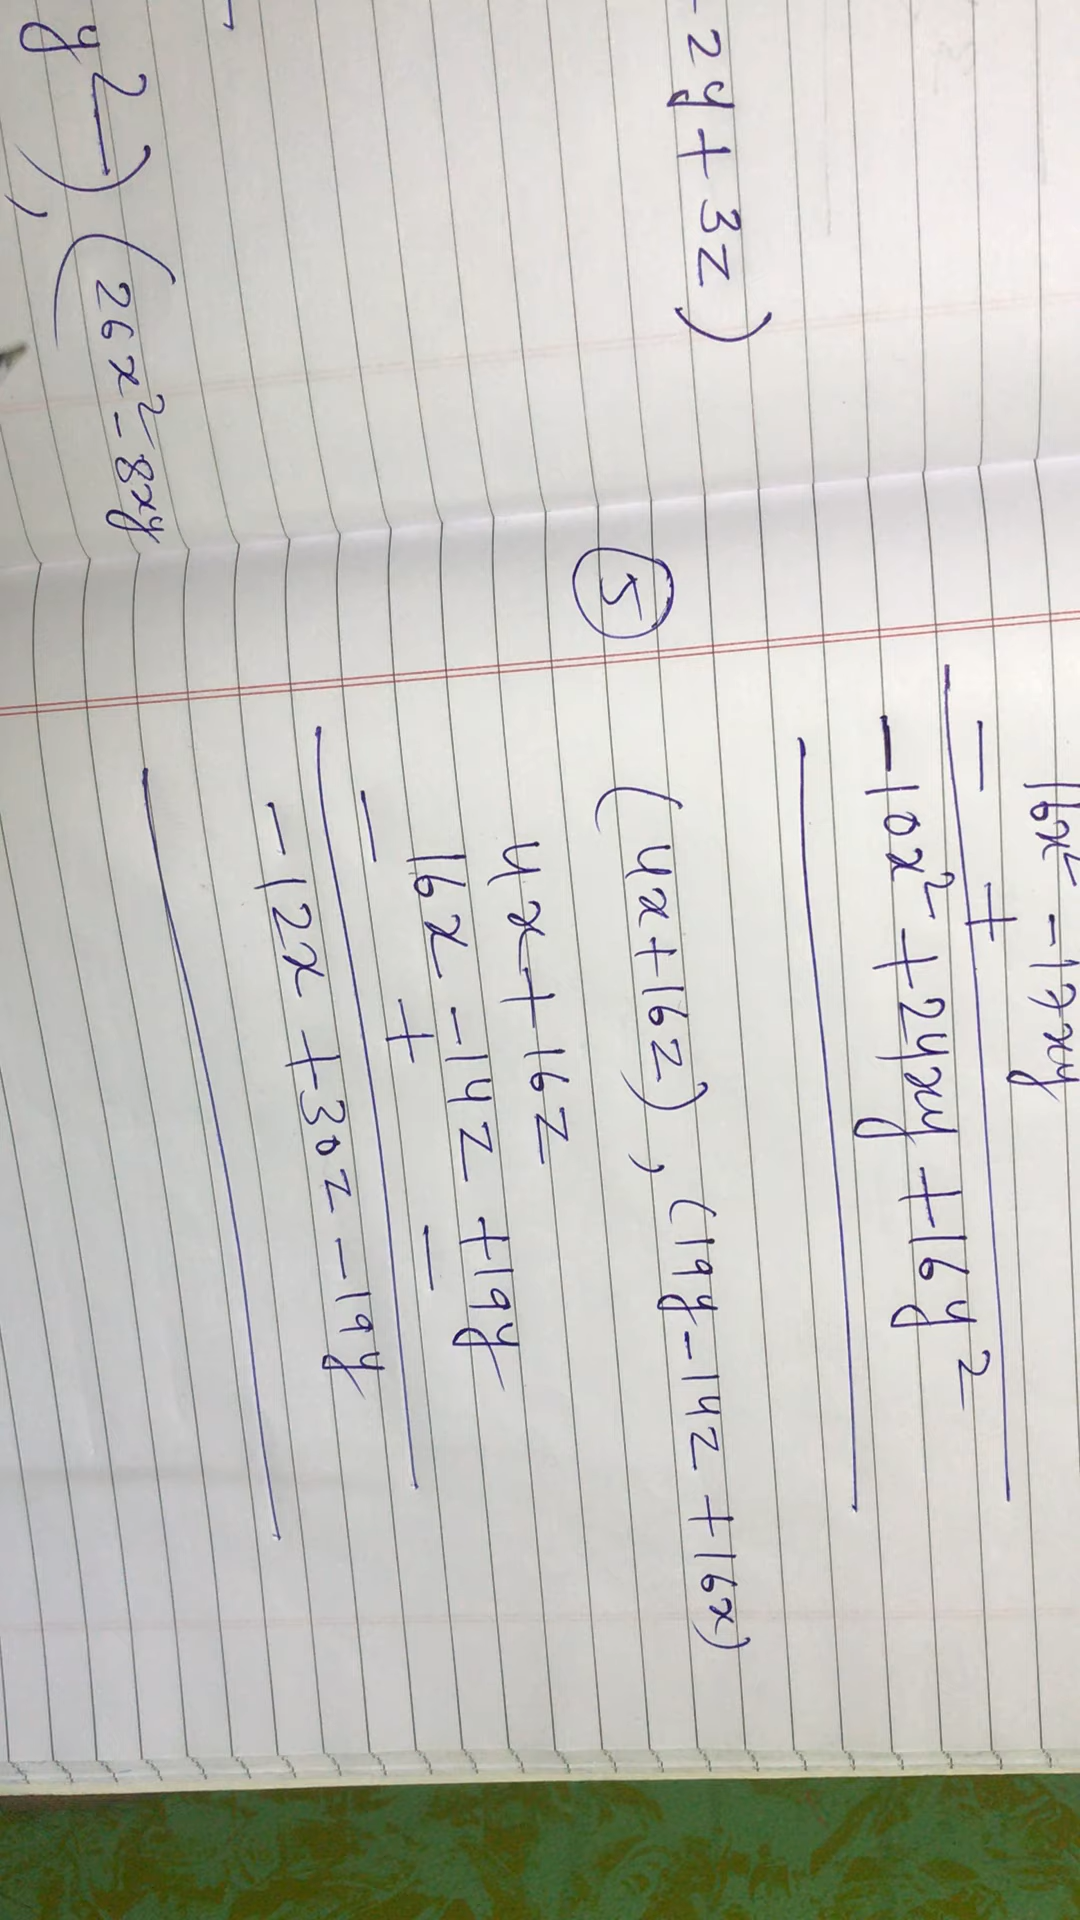 - 2y + 3z)
y² ), (26x² - 8xy
16x² - 17xy
- +
-10x² + 24xy + 16y²
(5) (4x+16z), (19y-14z+16x)
4x+16z
16x -14z +19y
- + -
-12x +30z -19y